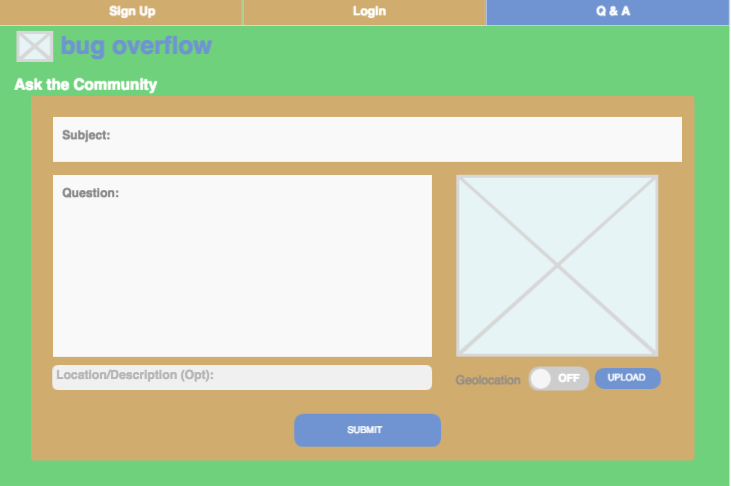 Sign Up
Login
Q & A
bug overflow
Ask the Community
Subject:
Question:
Location/Description (Opt):
Geolocation
OFF
UPLOAD
SUBMIT